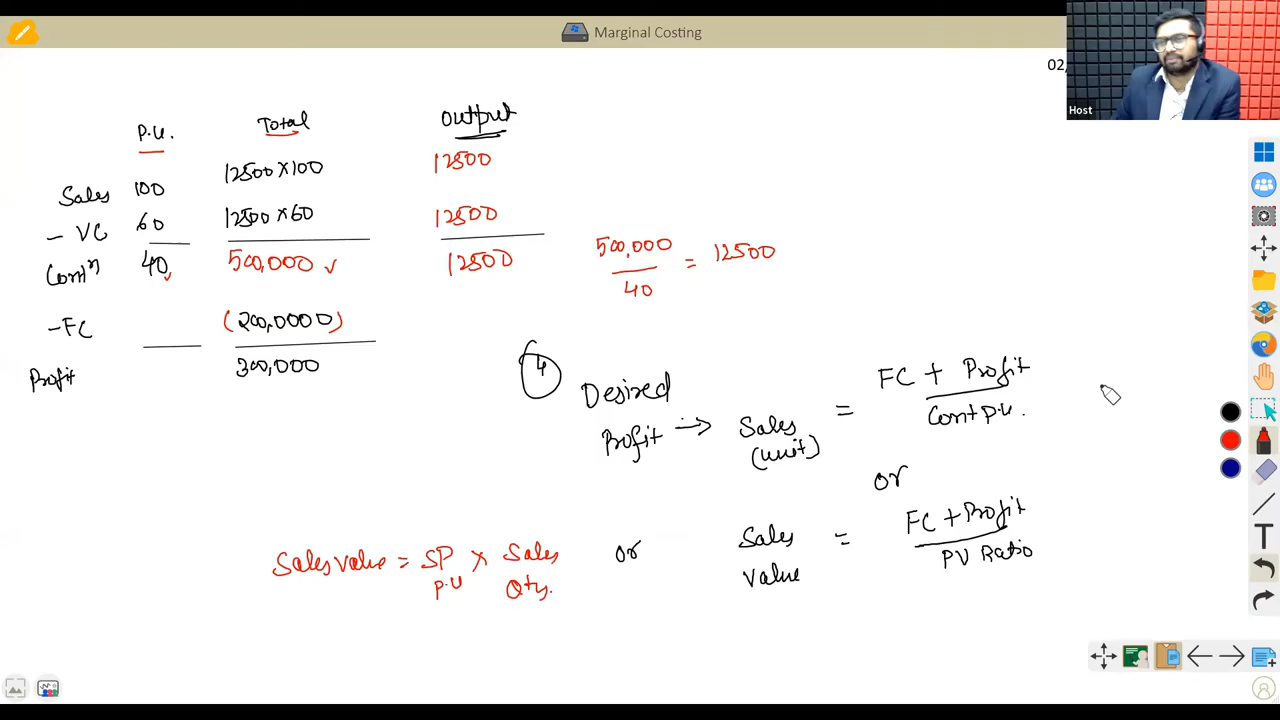 Marginal Costing
02/
Host
P.U. Total Output
Sales 100 12500×100 12500
- VC 60 12500×60 12500
Contⁿ 40 500,000 12500
500,000 / 40 = 12500
-FC (200,0000)
Profit 300,000
4
Desired Profit → Sales (unit) = FC + Profit / Cont p.u.
or
Sales value = SP P.U × Sales Qty. or Sales Value = FC + Profit / PV Ratio